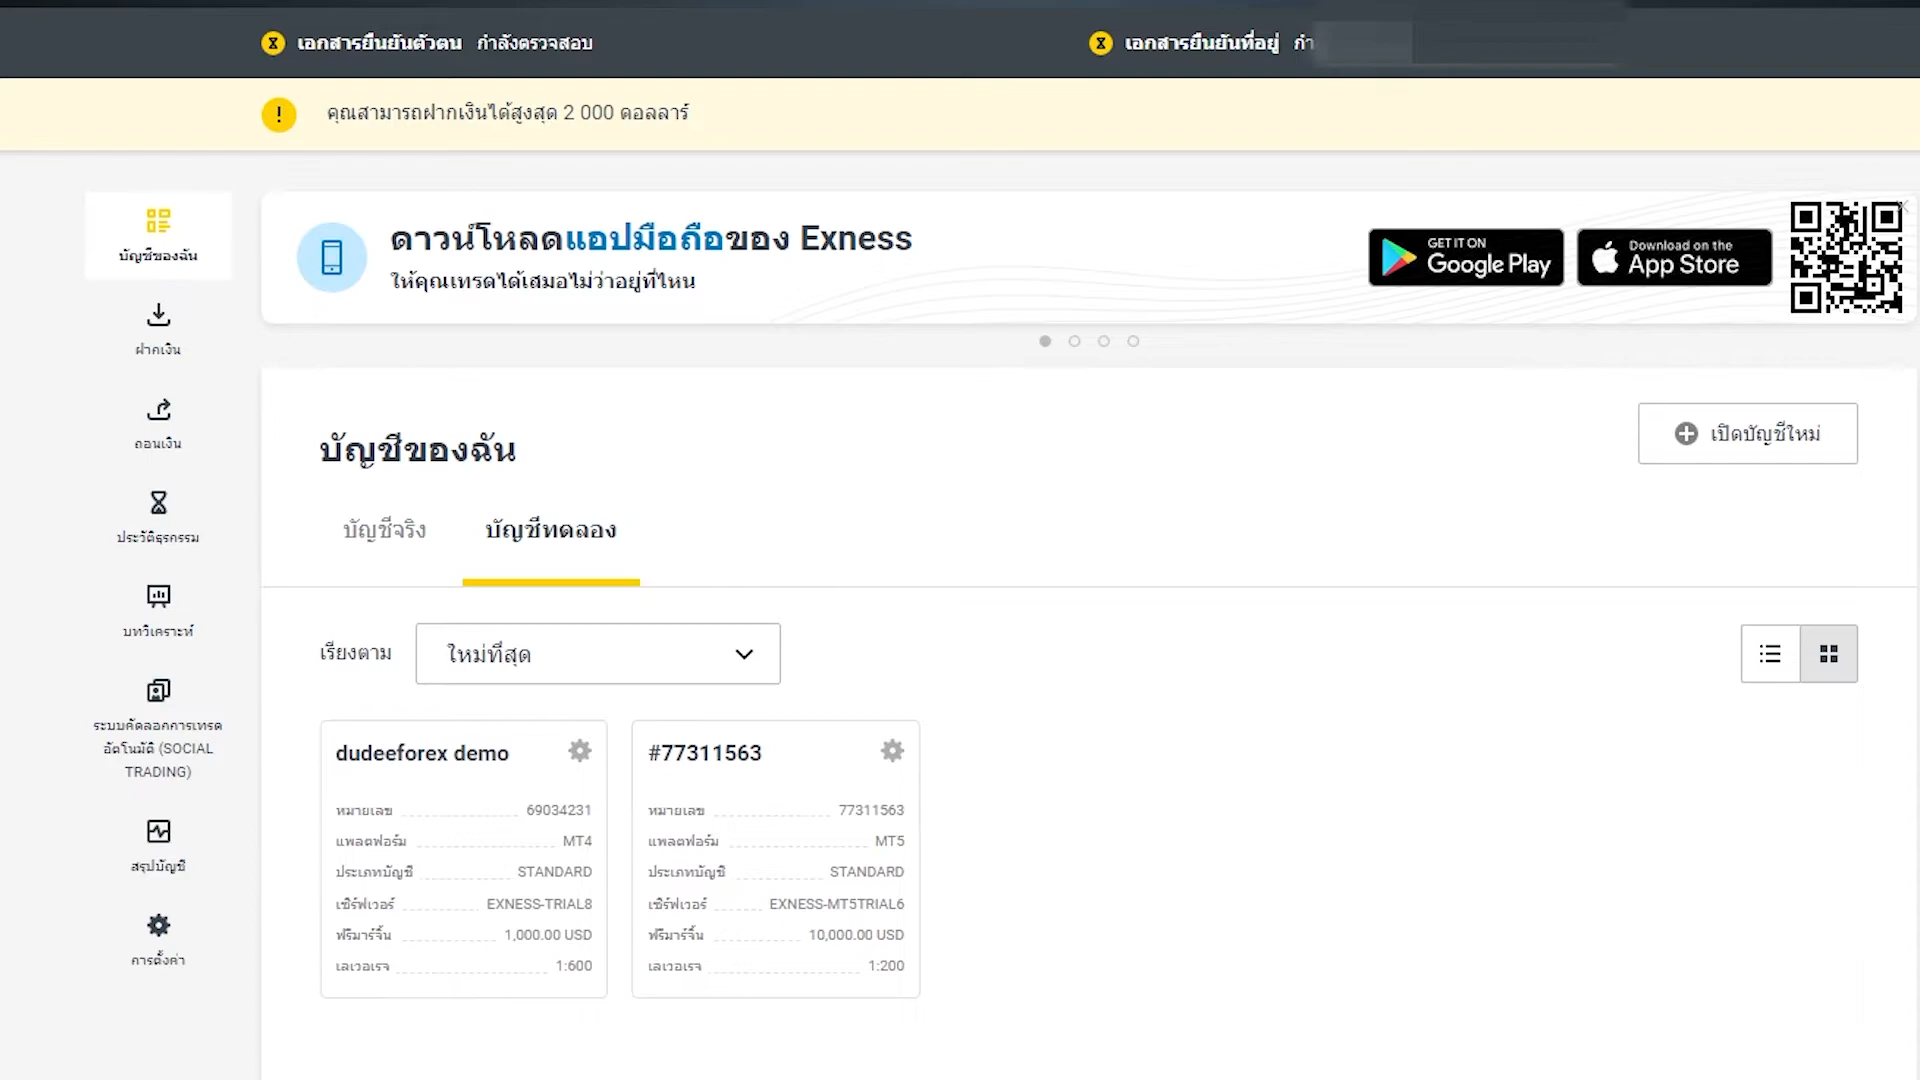 เอกสารยืนยันตัวตน กำลังตรวจสอบ
เอกสารยืนยันที่อยู่
คุณสามารถฝากเงินได้สูงสุด 2 000 ดอลลาร์
ดาวน์โหลดแอปมือถือของ Exness
ให้คุณเทรดได้เสมอไม่ว่าอยู่ที่ไหน
GET IT ON
Google Play
Download on the
App Store
บัญชีของฉัน
ฝากเงิน
ถอนเงิน
ประวัติธุรกรรม
บทวิเคราะห์
ระบบคัดลอกการเทรด
อัตโนมัติ (SOCIAL
TRADING)
สรุปบัญชี
การตั้งค่า
บัญชีของฉัน
เปิดบัญชีใหม่
บัญชีจริง
บัญชีทดลอง
เรียงตาม
ใหม่ที่สุด
dudeeforex demo
หมายเลข 69034231
แพลตฟอร์ม MT4
ประเภทบัญชี STANDARD
เซิร์ฟเวอร์ EXNESS-TRIAL8
ฟรีมาร์จิ้น 1,000.00 USD
เลเวอเรจ 1:600
#77311563
หมายเลข 77311563
แพลตฟอร์ม MT5
ประเภทบัญชี STANDARD
เซิร์ฟเวอร์ EXNESS-MT5TRIAL6
ฟรีมาร์จิ้น 10,000.00 USD
เลเวอเรจ 1:200